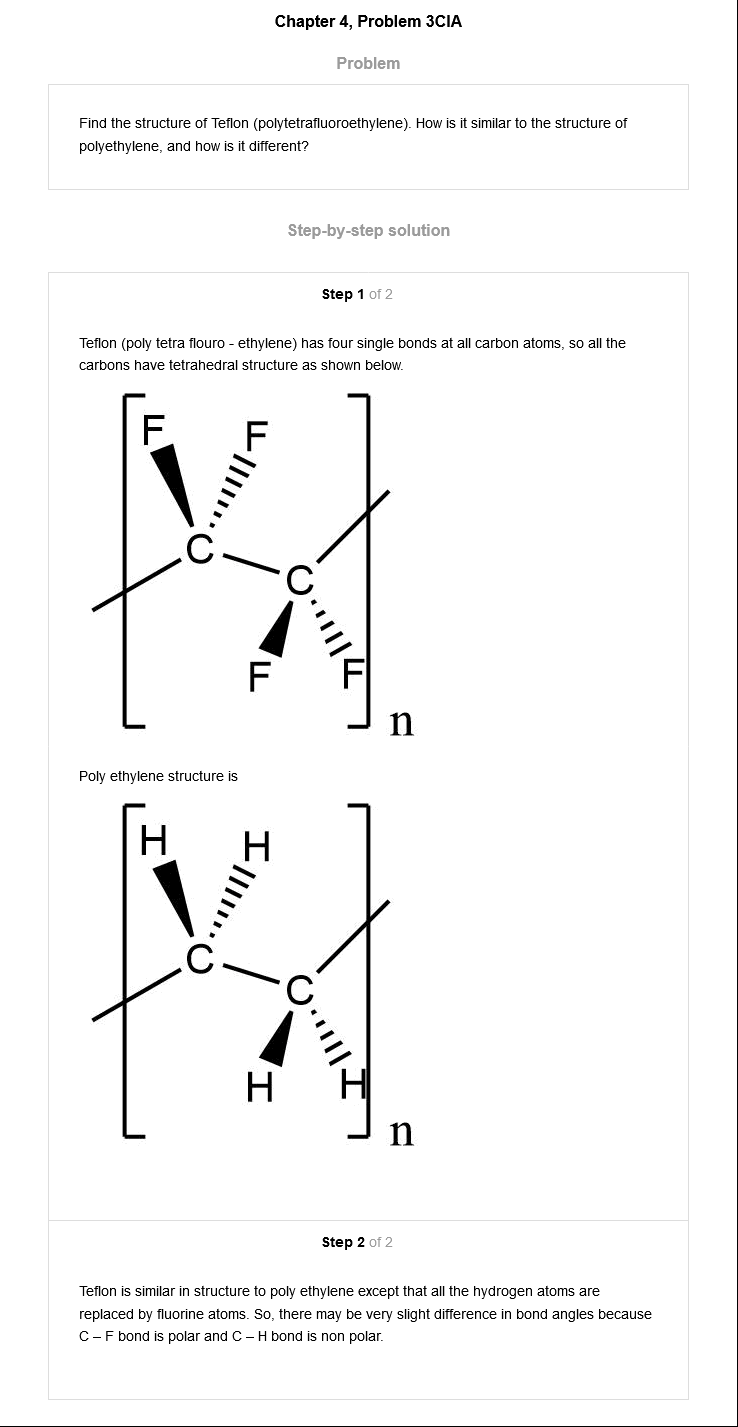 Chapter 4, Problem 3CIA
Problem
Find the structure of Teflon (polytetrafluoroethylene). How is it similar to the structure of
polyethylene, and how is it different?
Step-by-step solution
Step 1 of 2
Teflon (poly tetra flouro - ethylene) has four single bonds at all carbon atoms, so all the
carbons have tetrahedral structure as shown below.
F F
C
C
F F
n
Poly ethylene structure is
H H
C
C
H H
n
Step 2 of 2
Teflon is similar in structure to poly ethylene except that all the hydrogen atoms are
replaced by fluorine atoms. So, there may be very slight difference in bond angles because
C – F bond is polar and C – H bond is non polar.